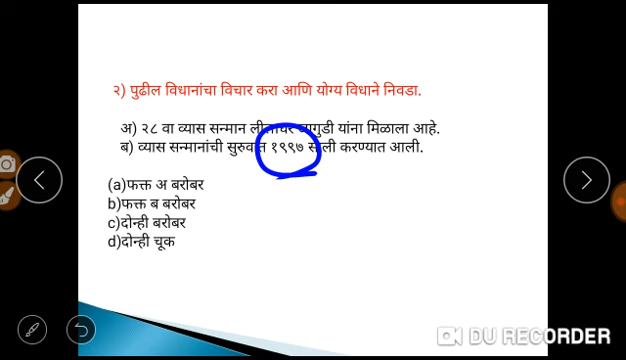 २) पुढील विधानांचा विचार करा आणि योग्य विधाने निवडा.
अ) २८ वा व्यास सन्मान लीलाधर जागुडी यांना मिळाला आहे.
ब) व्यास सन्मानांची सुरुवात १९९७ साली करण्यात आली.
(a)फक्त अ बरोबर
b)फक्त ब बरोबर
c)दोन्ही बरोबर
d)दोन्ही चूक
DU RECORDER